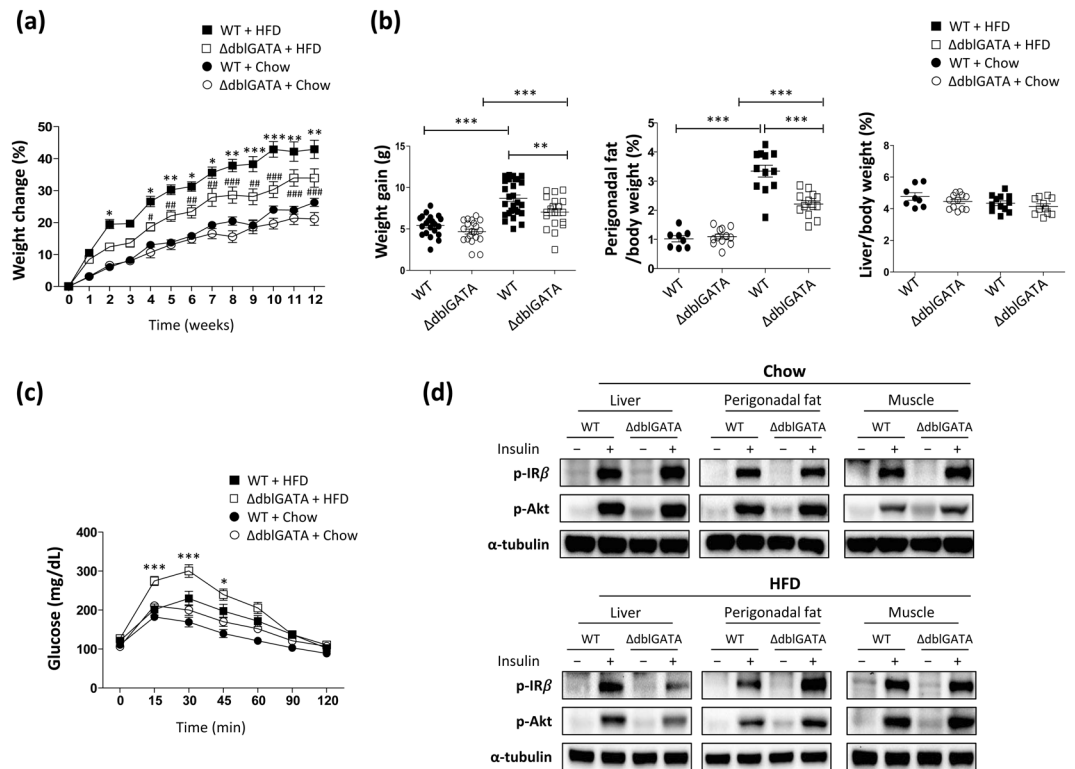 (a)
WT + HFD
ΔdblGATA + HFD
WT + Chow
ΔdblGATA + Chow
Weight change (%)
50
40
30
20
10
0
* * ** * * ** *** *** ** **
# ## ## ## ### ## ### ### ###
0 1 2 3 4 5 6 7 8 9 10 11 12
Time (weeks)
(b)
WT + HFD
ΔdblGATA + HFD
WT + Chow
ΔdblGATA + Chow
***
***
**
Weight gain (g)
20
15
10
5
0
WT ΔdblGATA WT ΔdblGATA
***
*** ***
Perigonadal fat
/body weight (%)
5
4
3
2
1
0
WT ΔdblGATA WT ΔdblGATA
Liver/body weight (%)
8
6
4
2
0
WT ΔdblGATA WT ΔdblGATA
(c)
WT + HFD
ΔdblGATA + HFD
WT + Chow
ΔdblGATA + Chow
Glucose (mg/dL)
400
300
200
100
0
*** *** *
0 15 30 45 60 90 120
Time (min)
(d)
Chow
Liver Perigonadal fat Muscle
WT ΔdblGATA WT ΔdblGATA WT ΔdblGATA
Insulin − + − + − + − + − + − +
p-IRβ
p-Akt
α-tubulin
HFD
Liver Perigonadal fat Muscle
WT ΔdblGATA WT ΔdblGATA WT ΔdblGATA
Insulin − + − + − + − + − + − +
p-IRβ
p-Akt
α-tubulin